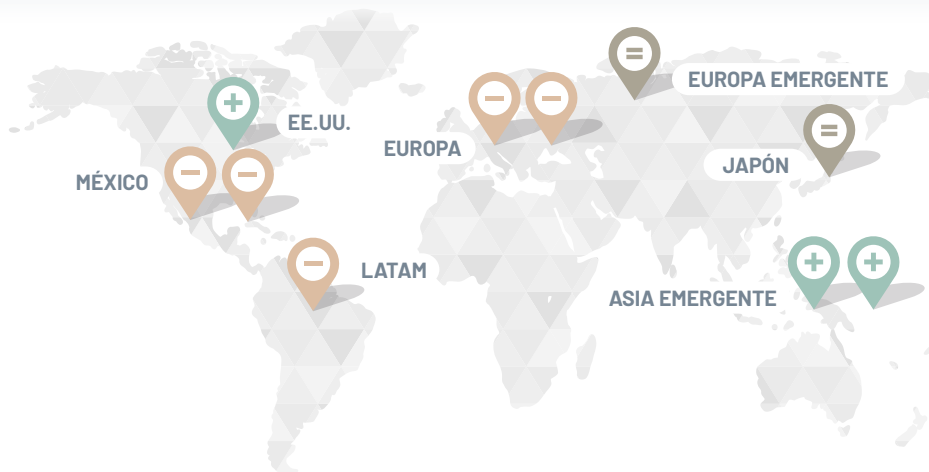 +
=
EUROPA EMERGENTE
− −
EE.UU.
=
EUROPA
JAPÓN
− −
MÉXICO
−
LATAM
+ +
ASIA EMERGENTE